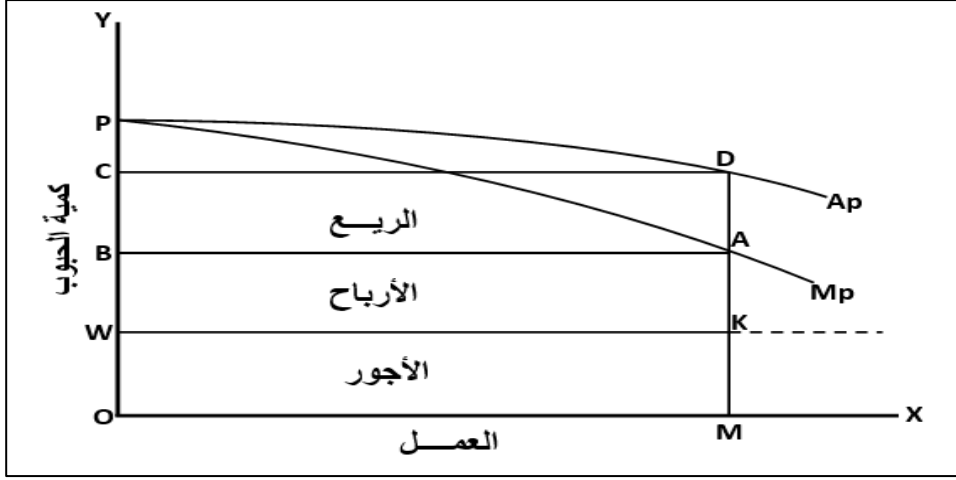 Y
P
C
D
Ap
الريـــع
كمية الحبوب
B
A
الأرباح
Mp
W
K
الأجور
O
X
العمـــل
M